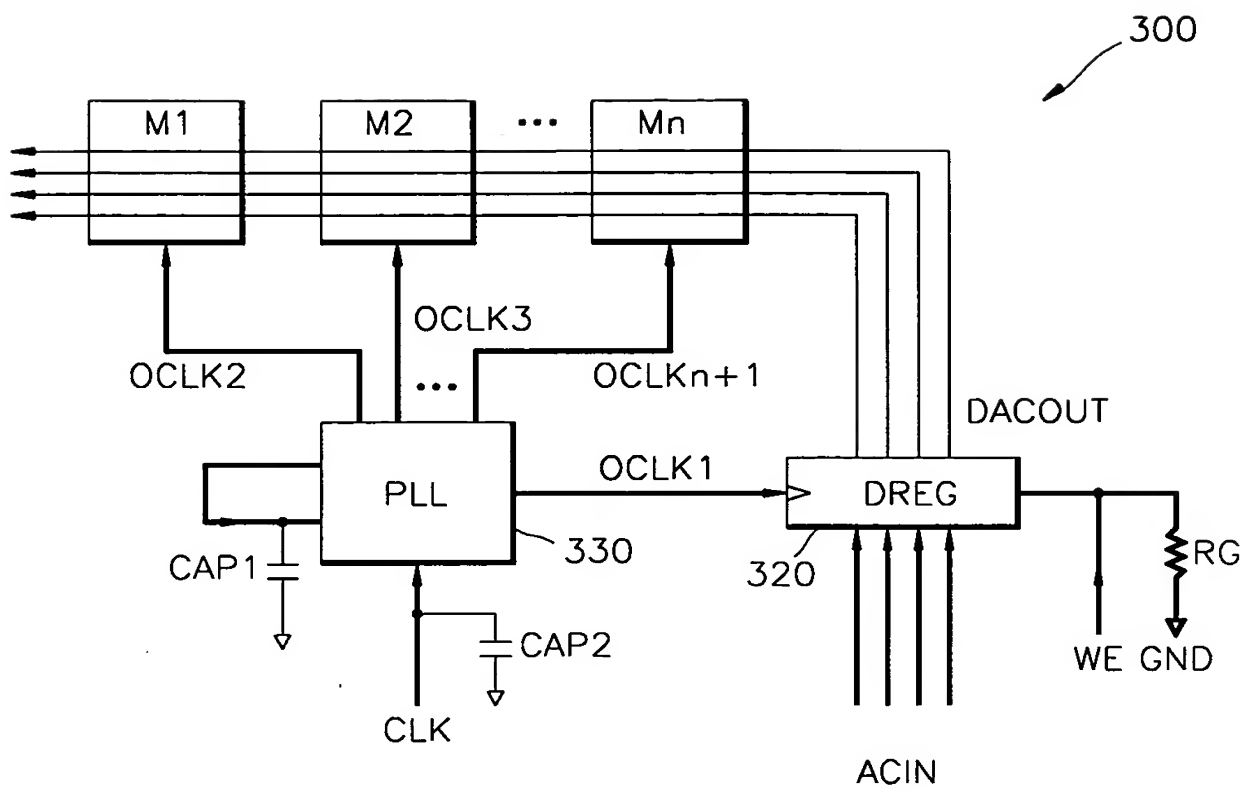 300
M1
M2
...
Mn
OCLK3
OCLK2
...
OCLKn+1
DACOUT
OCLK1
PLL
DREG
330
CAP1
320
RG
CAP2
WE GND
CLK
ACIN